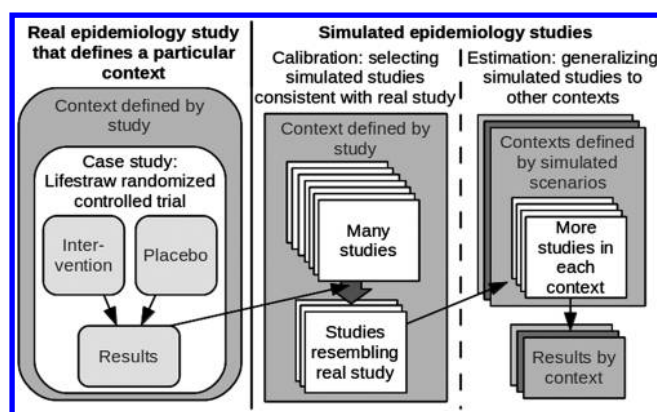 Real epidemiology study
that defines a particular
context
Context defined by
study
Case study:
Lifestraw randomized
controlled trial
Inter-
vention
Placebo
Results
Simulated epidemiology studies
Calibration: selecting
simulated studies
consistent with real study
Context defined by
study
Many
studies
Studies
resembling
real study
Estimation: generalizing
simulated studies to
other contexts
Contexts defined
by simulated
scenarios
More
studies in
each
context
Results by
context